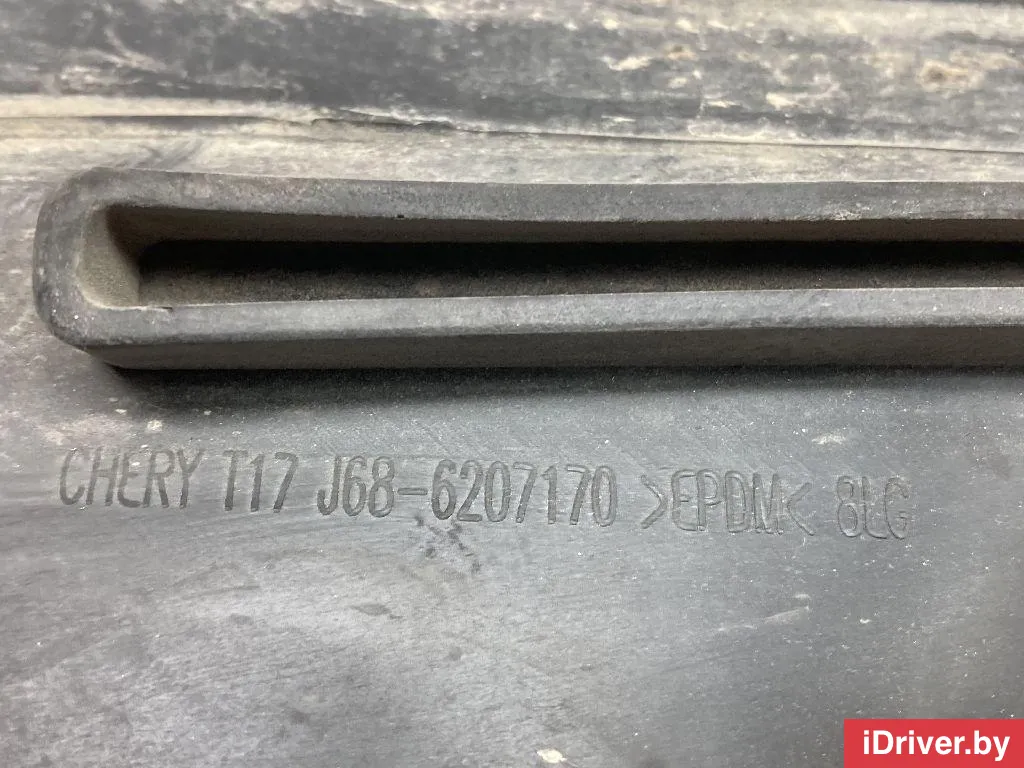 CHERY T17 J68-6207170 >EPDM< 8LG
iDriver.by